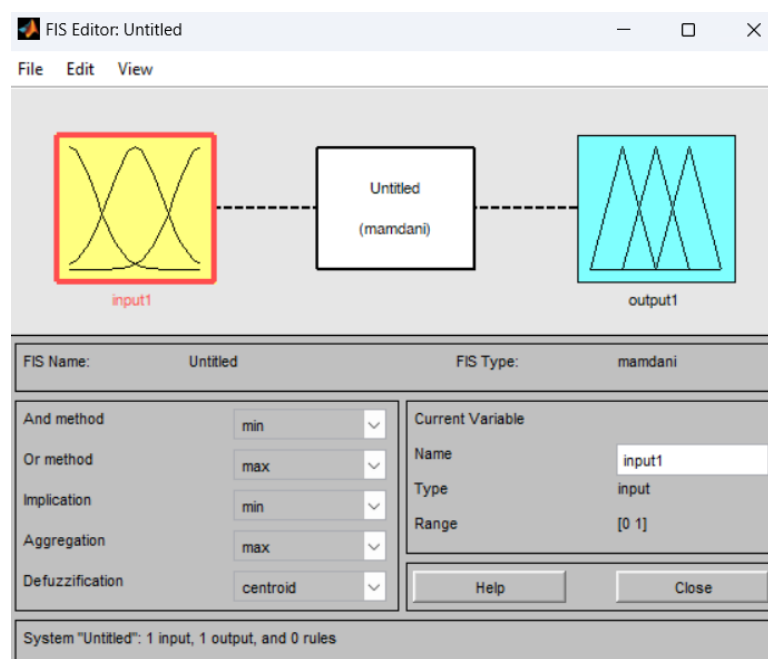 FIS Editor: Untitled
File Edit View
Untitled
(mamdani)
input1
output1
FIS Name: Untitled FIS Type: mamdani
And method min
Or method max
Implication min
Aggregation max
Defuzzification centroid
Current Variable
Name input1
Type input
Range [0 1]
Help Close
System "Untitled": 1 input, 1 output, and 0 rules